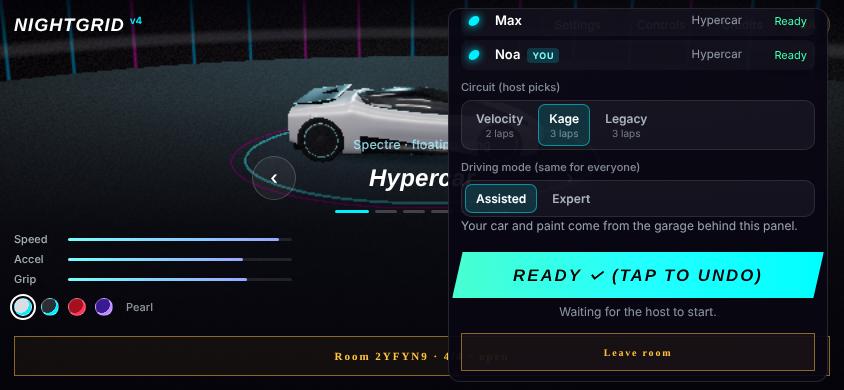 NIGHTGRID v4
Max Hypercar Ready
Noa YOU Hypercar Ready
Circuit (host picks)
Velocity Kage Legacy
2 laps 3 laps 3 laps
Driving mode (same for everyone)
Assisted Expert
Your car and paint come from the garage behind this panel.
READY ✓ (TAP TO UNDO)
Waiting for the host to start.
Leave room
Spectre · floatin
‹ Hyperca
Speed
Accel
Grip
Pearl
Room 2YFYN9 · 4/4 · open